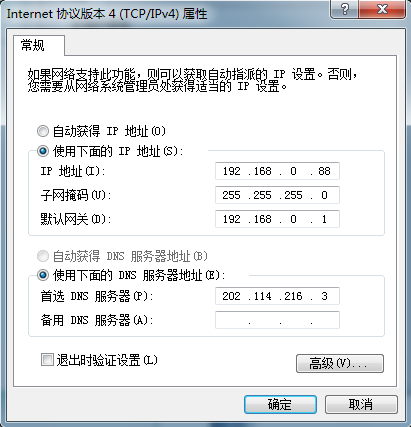 Internet 协议版本 4 (TCP/IPv4) 属性
常规
如果网络支持此功能，则可以获取自动指派的 IP 设置。否则，
您需要从网络系统管理员处获得适当的 IP 设置。
自动获得 IP 地址(O)
使用下面的 IP 地址(S):
IP 地址(I): 192 .168 . 0 . 88
子网掩码(U): 255 .255 .255 . 0
默认网关(D): 192 .168 . 0 . 1
自动获得 DNS 服务器地址(B)
使用下面的 DNS 服务器地址(E):
首选 DNS 服务器(P): 202 .114 .216 . 3
备用 DNS 服务器(A): . . .
退出时验证设置(L)
高级(V)...
确定 取消